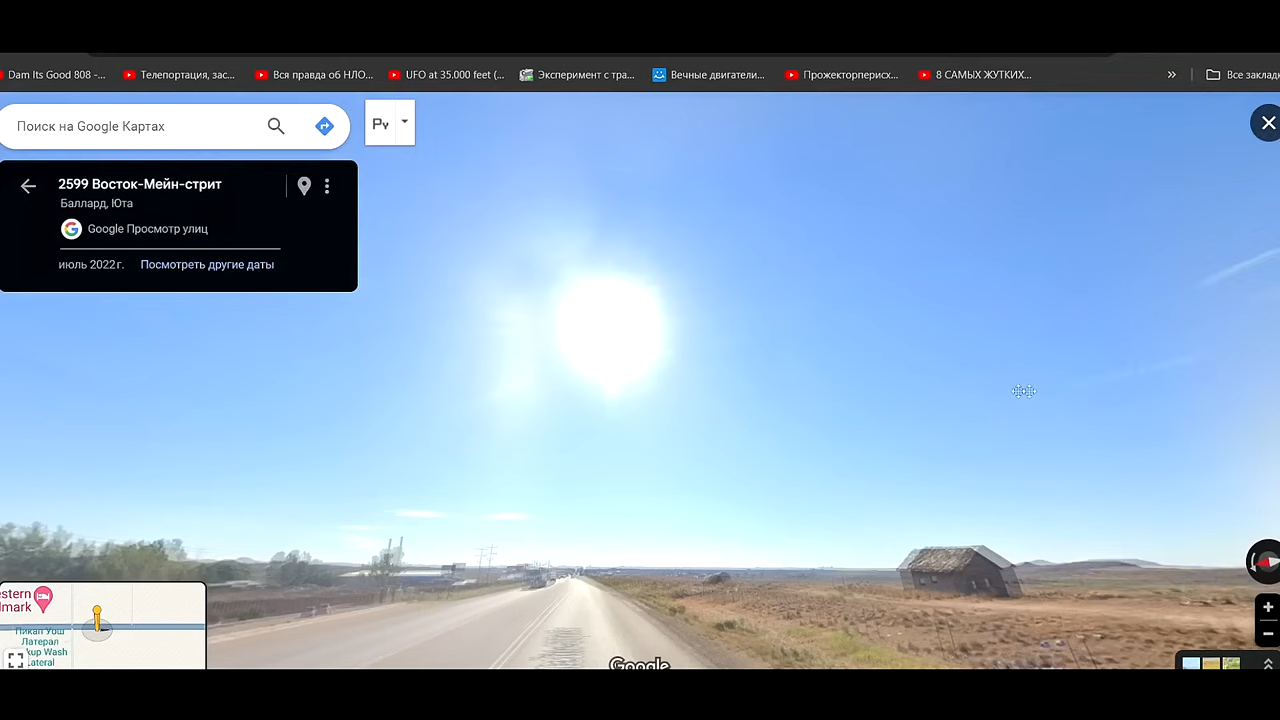 Dam Its Good 808 -...
Телепортация, зас...
Вся правда об НЛО...
UFO at 35.000 feet (...
Эксперимент с тра...
Вечные двигатели...
Прожекторперисх...
8 САМЫХ ЖУТКИХ...
»
Все заклад
Поиск на Google Картах
Ру
2599 Восток-Мейн-стрит
Баллард, Юта
Google Просмотр улиц
июль 2022 г. Посмотреть другие даты
estern
lmark
Пикап Уош
Латерал
kup Wash
Lateral
Google